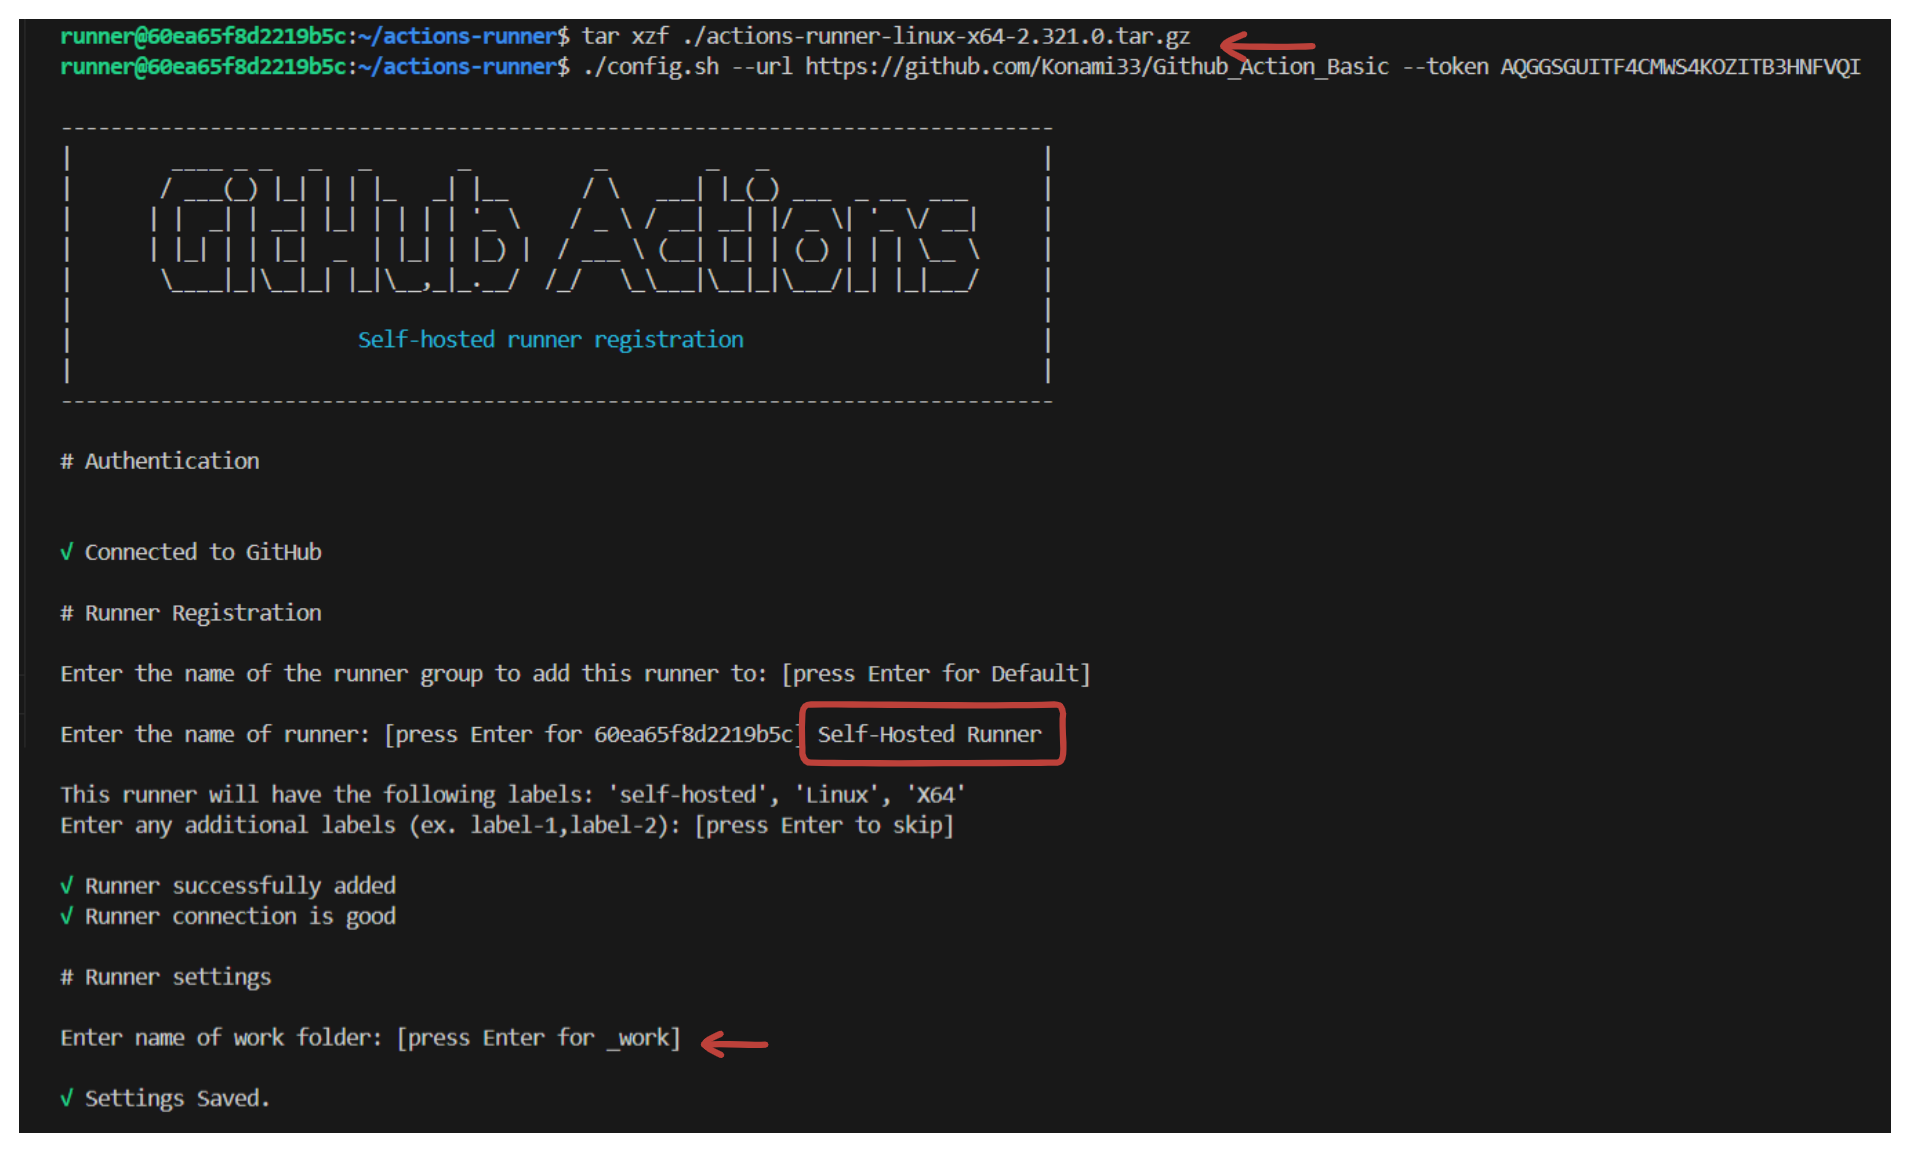 runner@60ea65f8d2219b5c:~/actions-runner$ tar xzf ./actions-runner-linux-x64-2.321.0.tar.gz
runner@60ea65f8d2219b5c:~/actions-runner$ ./config.sh --url https://github.com/Konami33/Github_Action_Basic --token AQGGSGUITF4CMWS4KOZITB3HNFVQI
GitHub Actions
Self-hosted runner registration
# Authentication
√ Connected to GitHub
# Runner Registration
Enter the name of the runner group to add this runner to: [press Enter for Default]
Enter the name of runner: [press Enter for 60ea65f8d2219b5c] Self-Hosted Runner
This runner will have the following labels: 'self-hosted', 'Linux', 'X64'
Enter any additional labels (ex. label-1,label-2): [press Enter to skip]
√ Runner successfully added
√ Runner connection is good
# Runner settings
Enter name of work folder: [press Enter for _work]
√ Settings Saved.